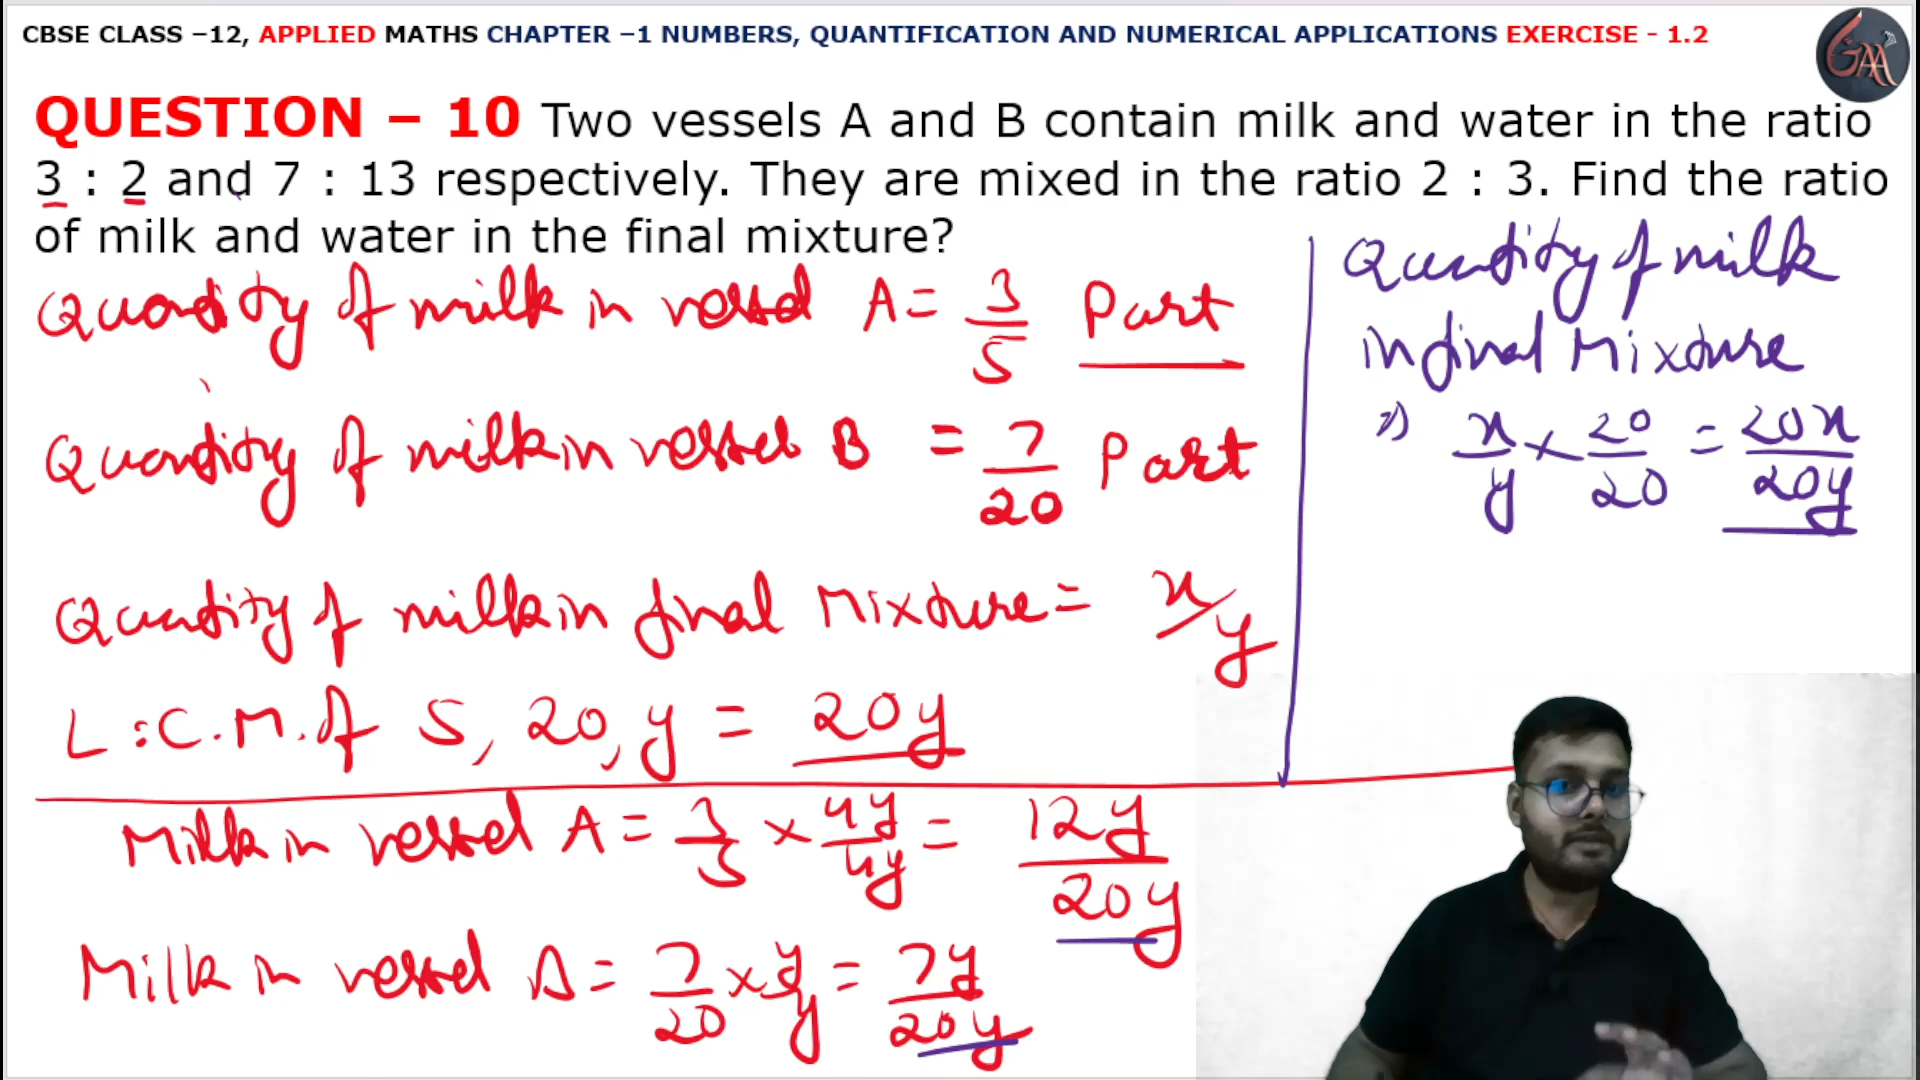 CBSE CLASS –12, APPLIED MATHS CHAPTER –1 NUMBERS, QUANTIFICATION AND NUMERICAL APPLICATIONS EXERCISE - 1.2
GAA
QUESTION – 10 Two vessels A and B contain milk and water in the ratio
3 : 2 and 7 : 13 respectively. They are mixed in the ratio 2 : 3. Find the ratio
of milk and water in the final mixture?
Quantity of milk in vessel A = 3/5 Part
Quantity of milk in vessel B = 7/20 Part
Quantity of milk in final Mixture = x/y
L.C.M. of 5, 20, y = 20y
Milk in vessel A = 3/5 × 4y/4y = 12y/20y
Milk in vessel B = 7/20 × y/y = 7y/20y
Quantity of milk
in final Mixture
⇒ x/y × 20/20 = 20x/20y